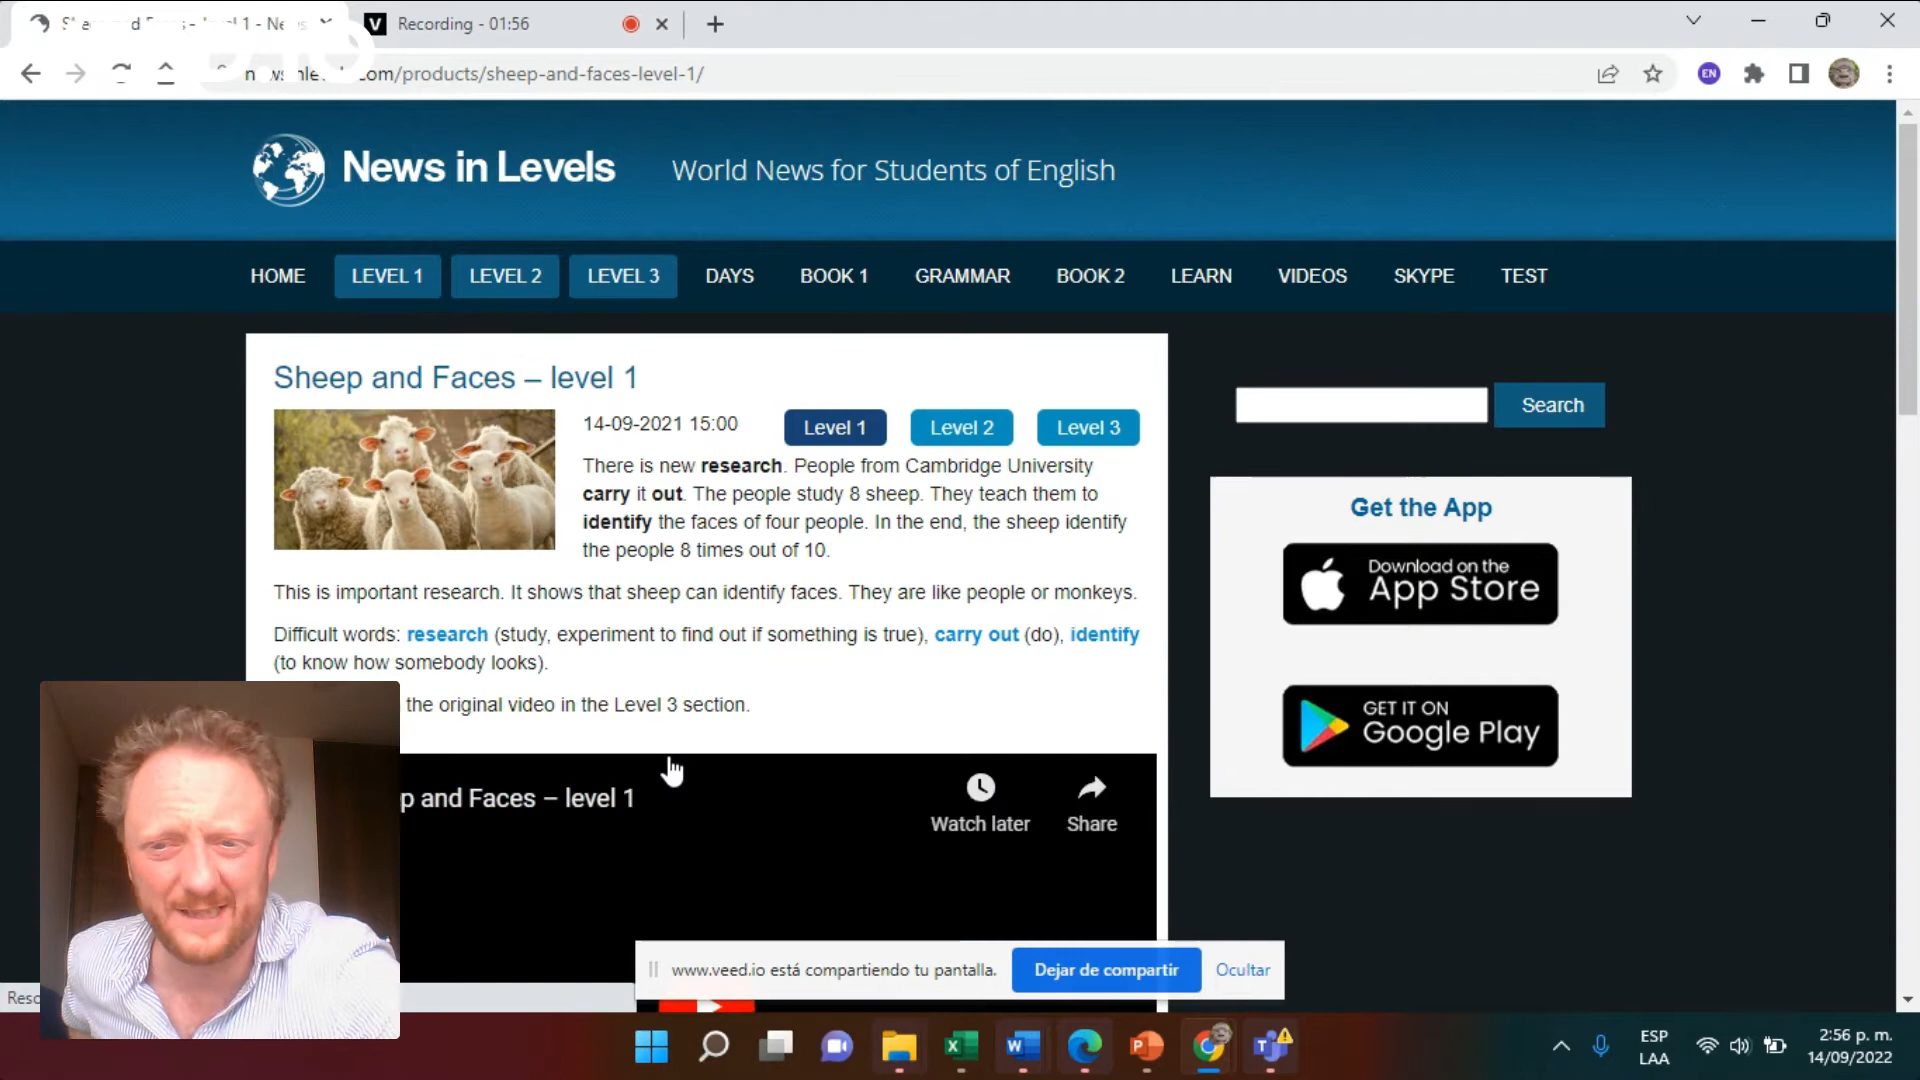 Recording - 01:56
.com/products/sheep-and-faces-level-1/
EN
News in Levels
World News for Students of English
HOME LEVEL 1 LEVEL 2 LEVEL 3 DAYS BOOK 1 GRAMMAR BOOK 2 LEARN VIDEOS SKYPE TEST
Sheep and Faces – level 1
14-09-2021 15:00 Level 1 Level 2 Level 3
There is new research. People from Cambridge University
carry it out. The people study 8 sheep. They teach them to
identify the faces of four people. In the end, the sheep identify
the people 8 times out of 10.
This is important research. It shows that sheep can identify faces. They are like people or monkeys.
Difficult words: research (study, experiment to find out if something is true), carry out (do), identify
(to know how somebody looks).
the original video in the Level 3 section.
Search
Get the App
Download on the
App Store
GET IT ON
Google Play
p and Faces – level 1
Watch later
Share
www.veed.io está compartiendo tu pantalla. Dejar de compartir Ocultar
ESP
LAA
2:56 p. m.
14/09/2022